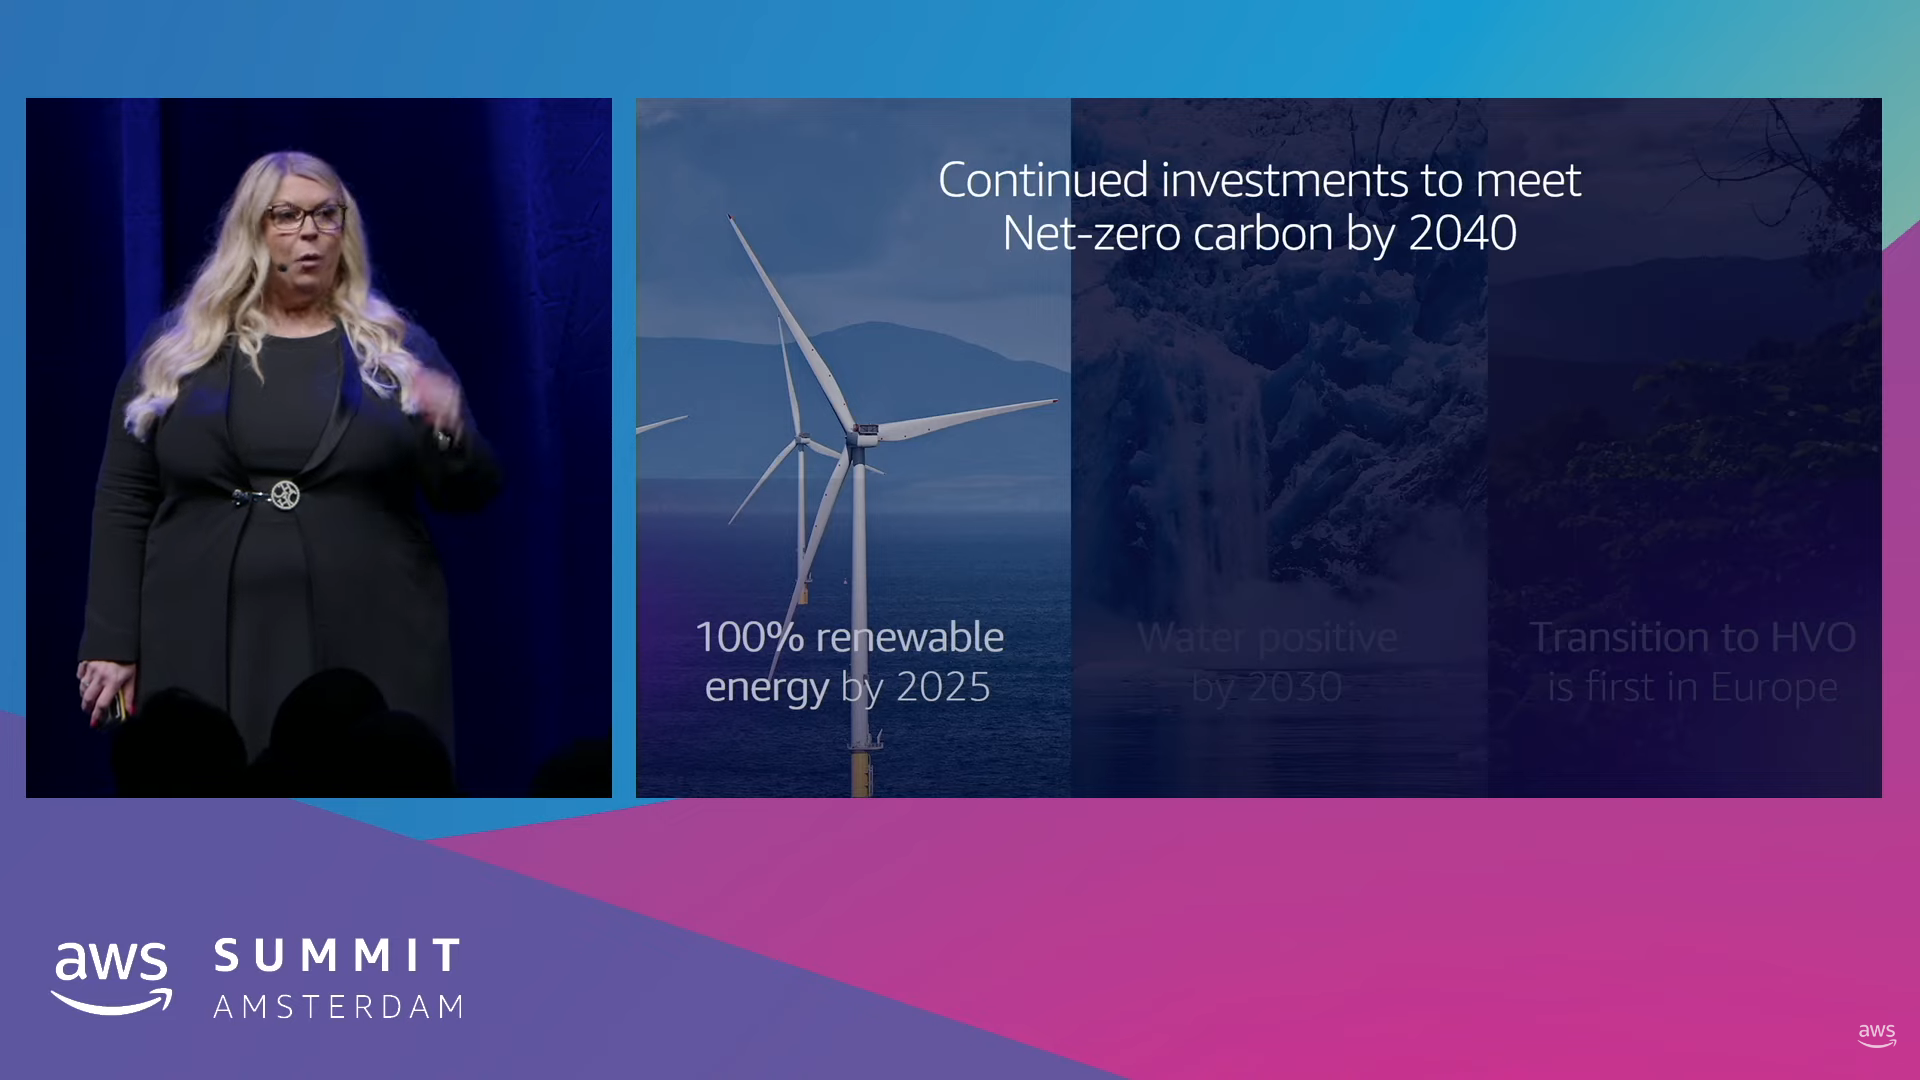 Continued investments to meet
Net-zero carbon by 2040
100% renewable
energy by 2025
Water positive
by 2030
Transition to HVO
is first in Europe
aws
SUMMIT
AMSTERDAM
aws